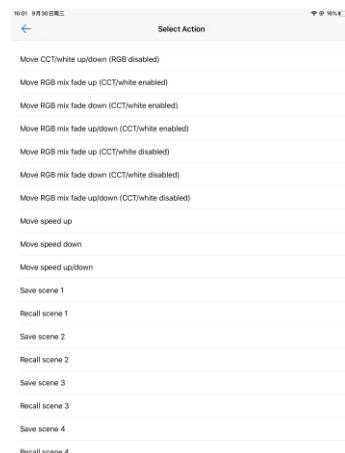 16:01 9月30日周三 16%
Select Action
Move CCT/white up/down (RGB disabled)
Move RGB mix fade up (CCT/white enabled)
Move RGB mix fade down (CCT/white enabled)
Move RGB mix fade up/down (CCT/white enabled)
Move RGB mix fade up (CCT/white disabled)
Move RGB mix fade down (CCT/white disabled)
Move RGB mix fade up/down (CCT/white disabled)
Move speed up
Move speed down
Move speed up/down
Save scene 1
Recall scene 1
Save scene 2
Recall scene 2
Save scene 3
Recall scene 3
Save scene 4
Recall scene 4